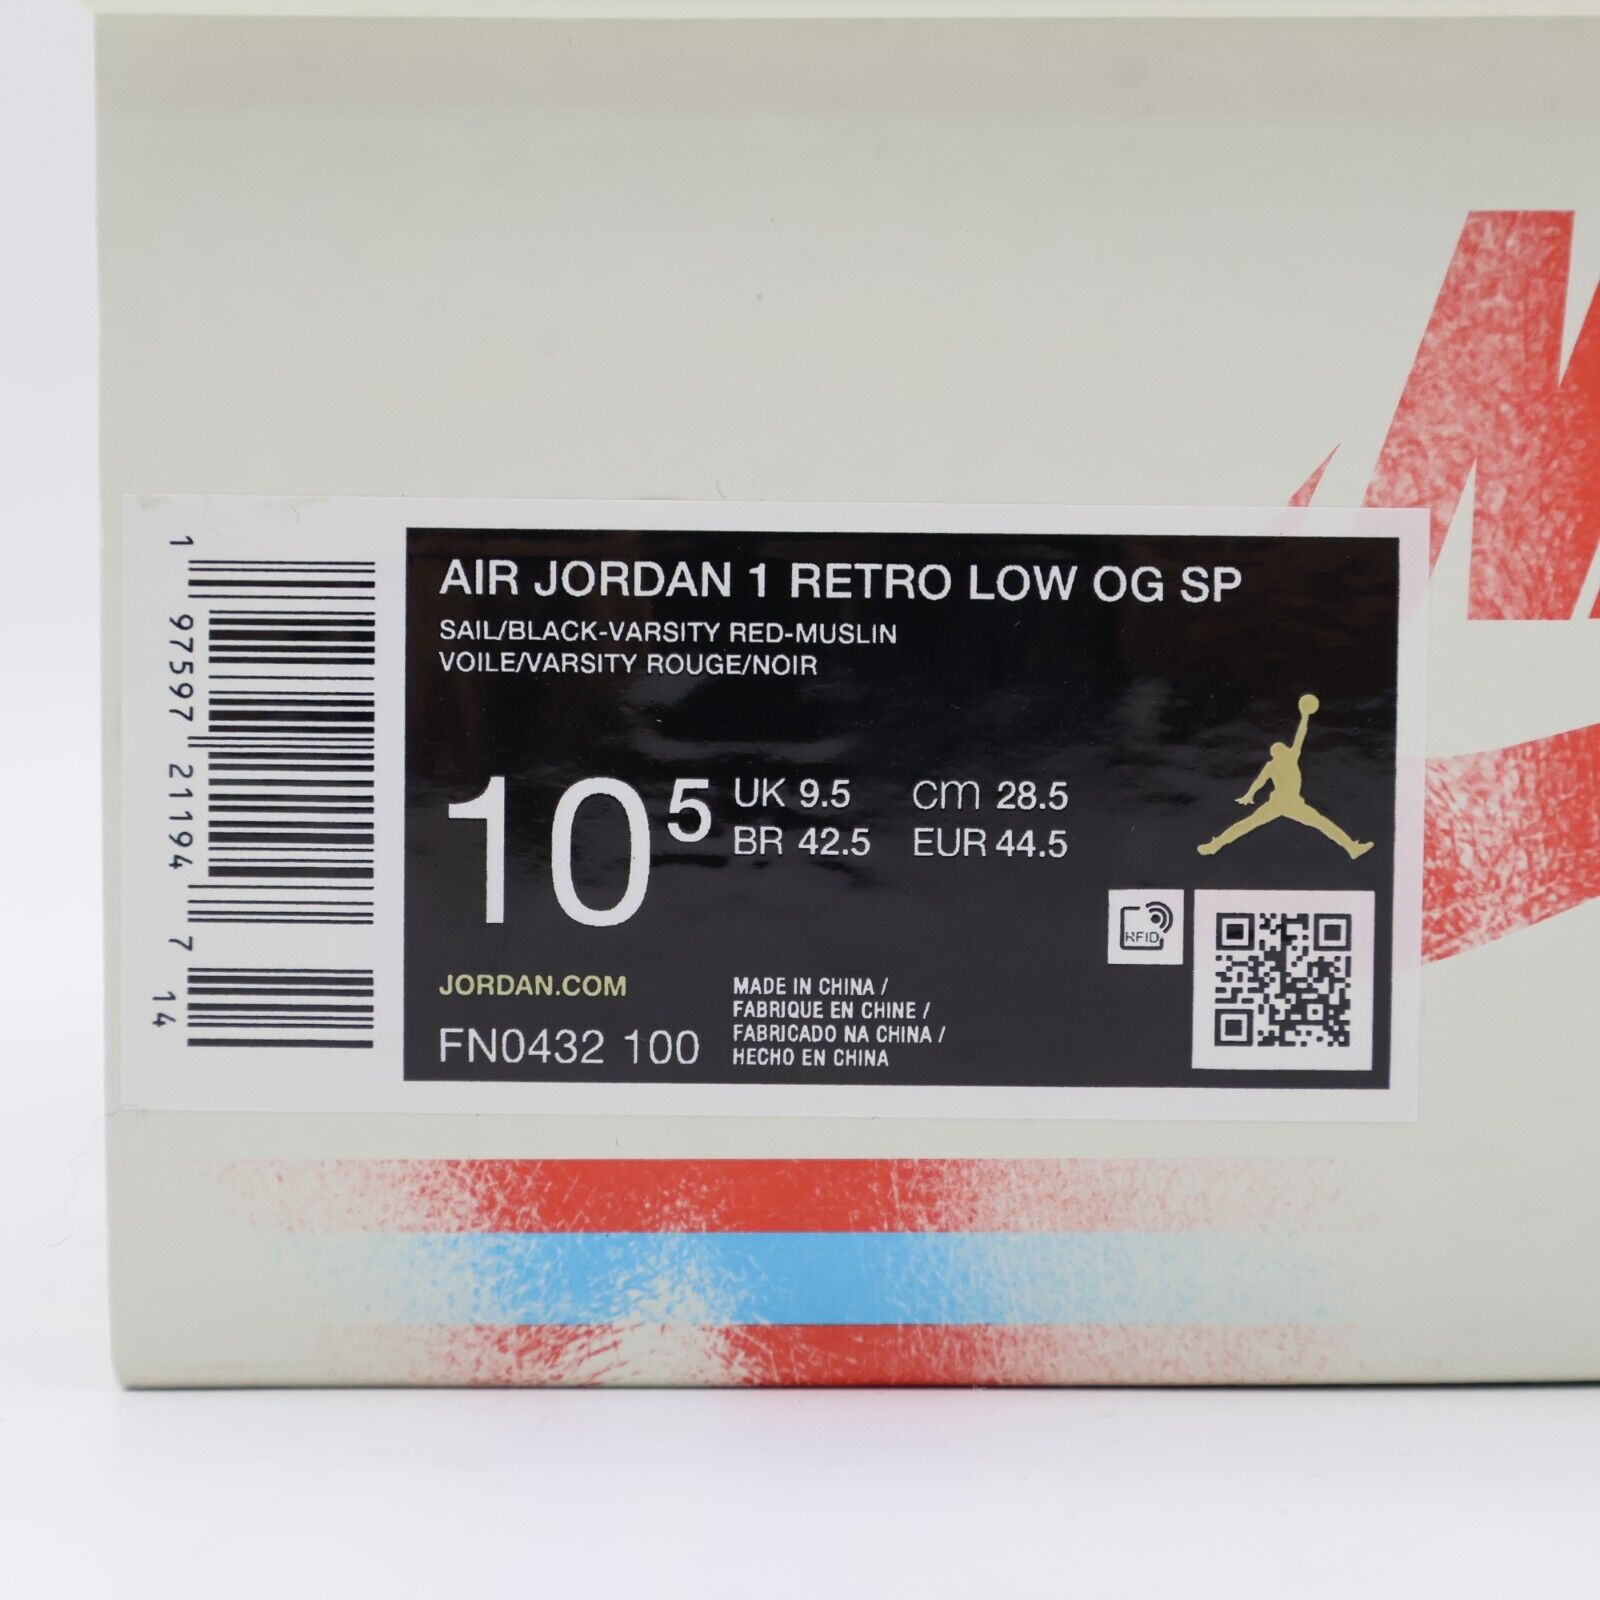 AIR JORDAN 1 RETRO LOW OG SP
SAIL/BLACK-VARSITY RED-MUSLIN
VOILE/VARSITY ROUGE/NOIR
10 5
UK 9.5 cm 28.5
BR 42.5 EUR 44.5
RFID
JORDAN.COM
FN0432 100
MADE IN CHINA /
FABRIQUE EN CHINE /
FABRICADO NA CHINA /
HECHO EN CHINA
1 97597 21194 7 14